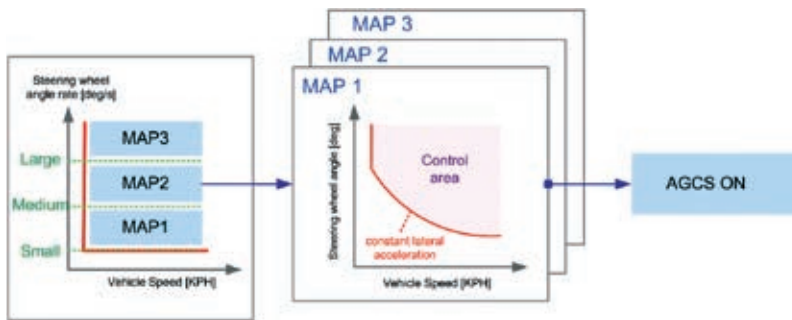 Steering wheel
angle rate [deg/s]
MAP3
Large
MAP2
Medium
MAP1
Small
Vehicle Speed [KPH]
MAP 3
MAP 2
MAP 1
Steering wheel angle [deg]
Control
area
constant lateral
acceleration
Vehicle Speed [KPH]
AGCS ON